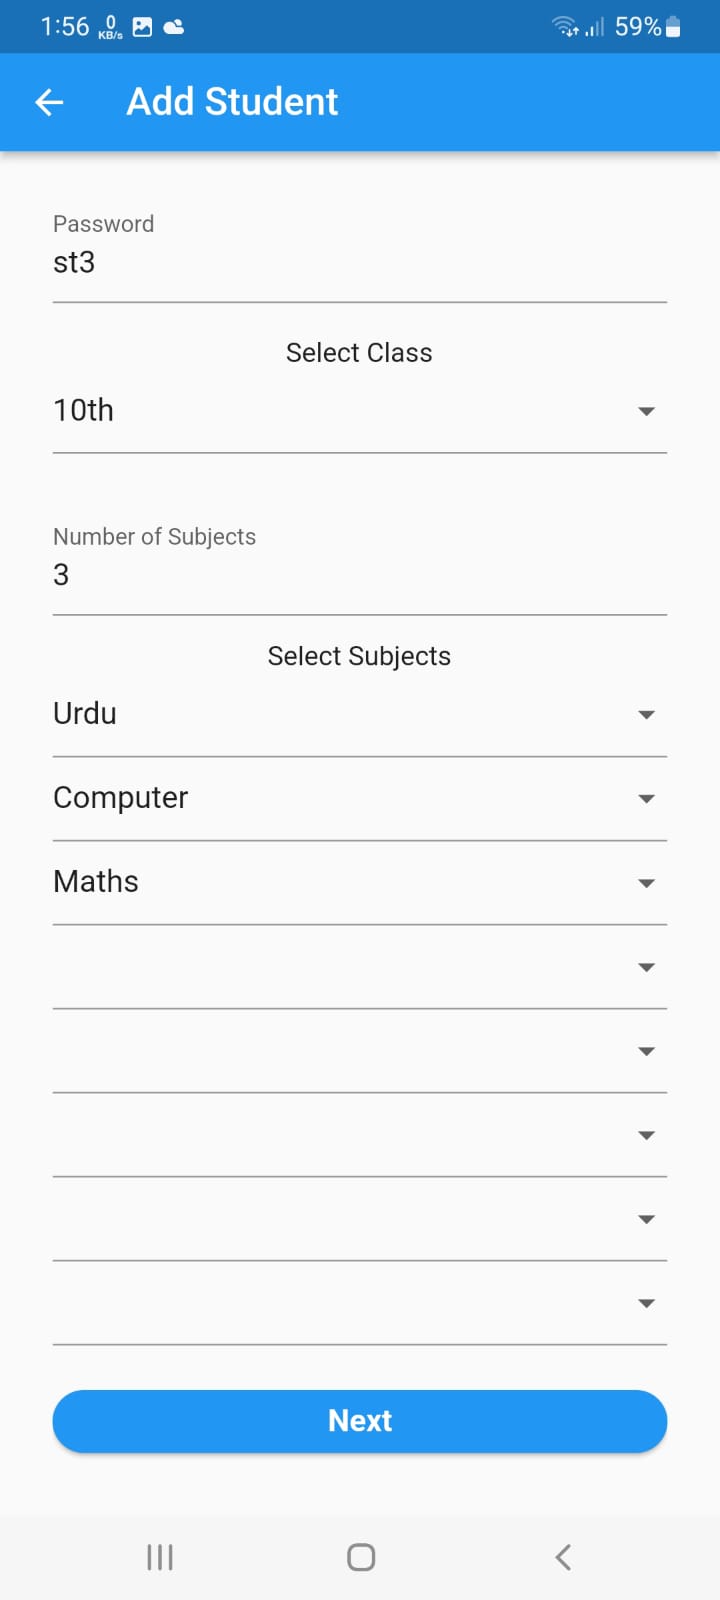 1:56 0 KB/s 59%
Add Student
Password
st3
Select Class
10th
Number of Subjects
3
Select Subjects
Urdu
Computer
Maths
Next